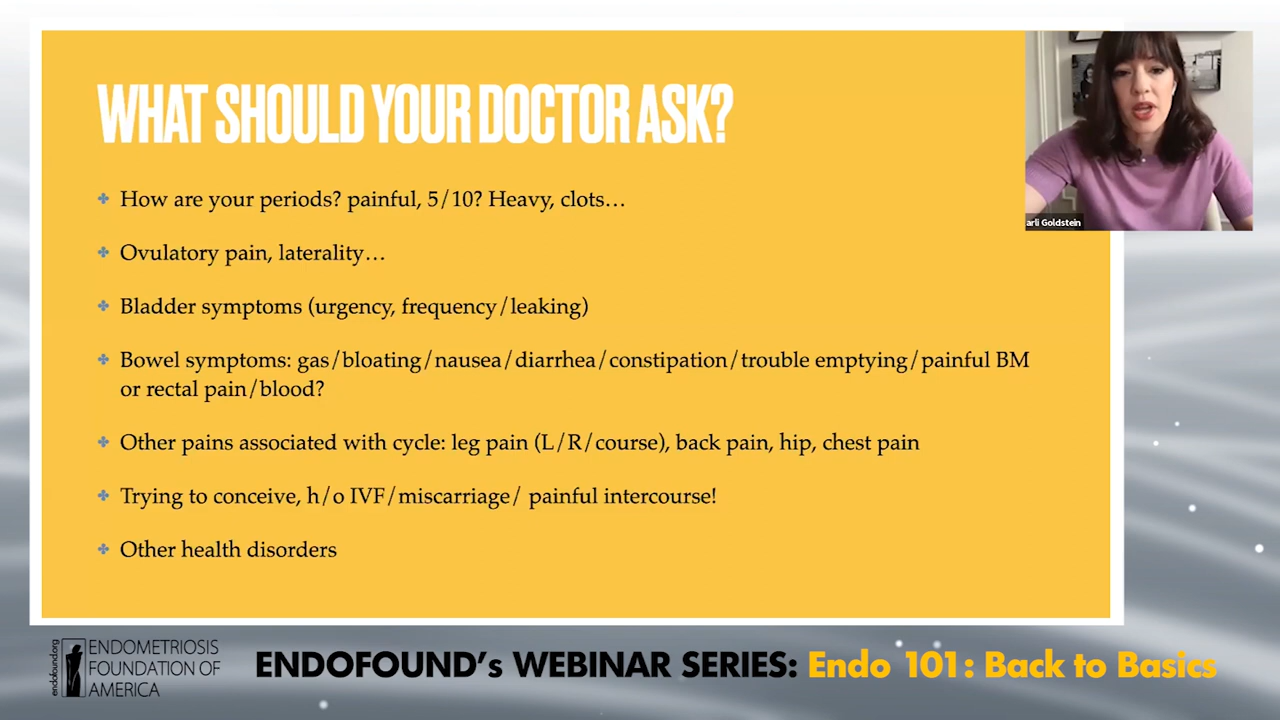 WHAT SHOULD YOUR DOCTOR ASK?
How are your periods? painful, 5/10? Heavy, clots…
Ovulatory pain, laterality…
Bladder symptoms (urgency, frequency/leaking)
Bowel symptoms: gas/bloating/nausea/diarrhea/constipation/trouble emptying/painful BM
or rectal pain/blood?
Other pains associated with cycle: leg pain (L/R/course), back pain, hip, chest pain
Trying to conceive, h/o IVF/miscarriage/ painful intercourse!
Other health disorders
arli Goldstein
endofound.org
ENDOMETRIOSIS
FOUNDATION OF
AMERICA
ENDOFOUND's WEBINAR SERIES: Endo 101: Back to Basics